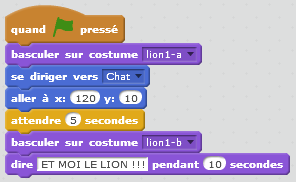 quand pressé
basculer sur costume lion1-a
se diriger vers Chat
aller à x: 120 y: 10
attendre 5 secondes
basculer sur costume lion1-b
dire ET MOI LE LION !!! pendant 10 secondes